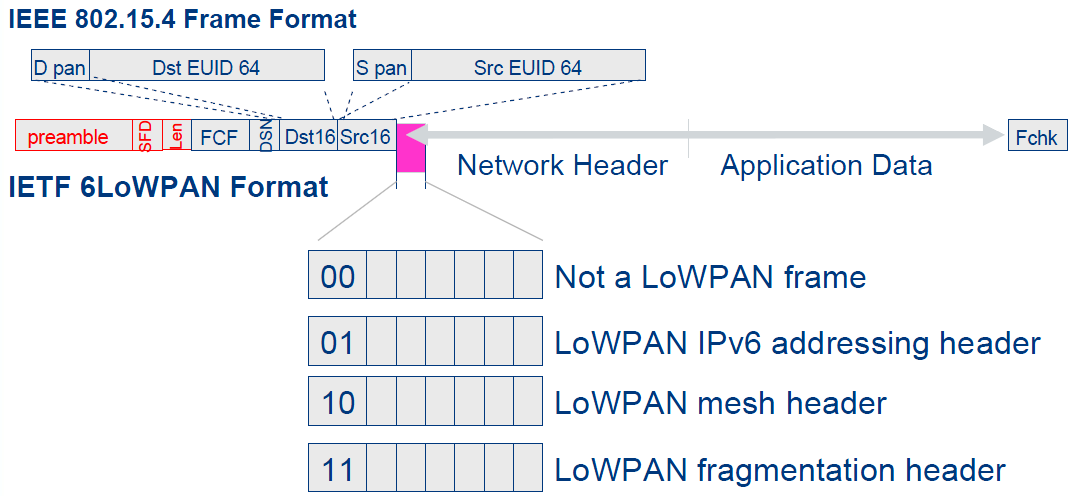 IEEE 802.15.4 Frame Format
D pan Dst EUID 64 S pan Src EUID 64
preamble SFD Len FCF DSN Dst16 Src16 Fchk
Network Header Application Data
IETF 6LoWPAN Format
00 Not a LoWPAN frame
01 LoWPAN IPv6 addressing header
10 LoWPAN mesh header
11 LoWPAN fragmentation header